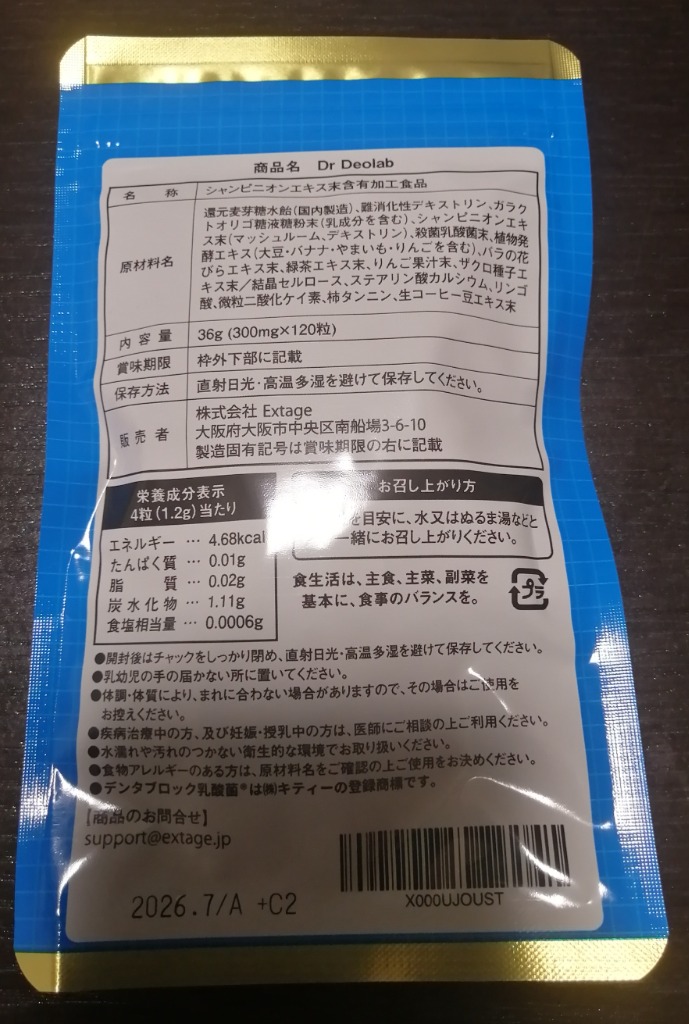 商品名 Dr Deolab
名称 シャンピニオンエキス末含有加工食品
原材料名
還元麦芽糖水飴(国内製造)、難消化性デキストリン、ガラク
トオリゴ糖液糖粉末(乳成分を含む)、シャンピニオンエキ
ス末(マッシュルーム、デキストリン)、殺菌乳酸菌末、植物発
酵エキス(大豆・バナナ・やまいも・りんごを含む)、バラの花
びらエキス末、緑茶エキス末、りんご果汁末、ザクロ種子エ
キス末/結晶セルロース、ステアリン酸カルシウム、リンゴ
酸、微粒二酸化ケイ素、柿タンニン、生コーヒー豆エキス末
内容量 36g (300mg×120粒)
賞味期限 枠外下部に記載
保存方法 直射日光・高温多湿を避けて保存してください。
販売者
株式会社 Extage
大阪府大阪市中央区南船場3-6-10
製造固有記号は賞味期限の右に記載
栄養成分表示
4粒(1.2g)当たり
エネルギー … 4.68kcal
たんぱく質 … 0.01g
脂質 … 0.02g
炭水化物 … 1.11g
食塩相当量 … 0.0006g
お召し上がり方
を目安に、水又はぬるま湯などと
一緒にお召し上がりください。
食生活は、主食、主菜、副菜を
基本に、食事のバランスを。
プラ
●開封後はチャックをしっかり閉め、直射日光・高温多湿を避けて保存してください。
●乳幼児の手の届かない所に置いてください。
●体調・体質により、まれに合わない場合がありますので、その場合はご使用を
お控えください。
●疾病治療中の方、及び妊娠・授乳中の方は、医師にご相談の上ご利用ください。
●水濡れや汚れのつかない衛生的な環境でお取り扱いください。
●食物アレルギーのある方は、原材料名をご確認の上ご使用をお決めください。
●デンタブロック乳酸菌®は㈱キティーの登録商標です。
【商品のお問合せ】
support@extage.jp
X000UJOUST
2026.7/A +C2